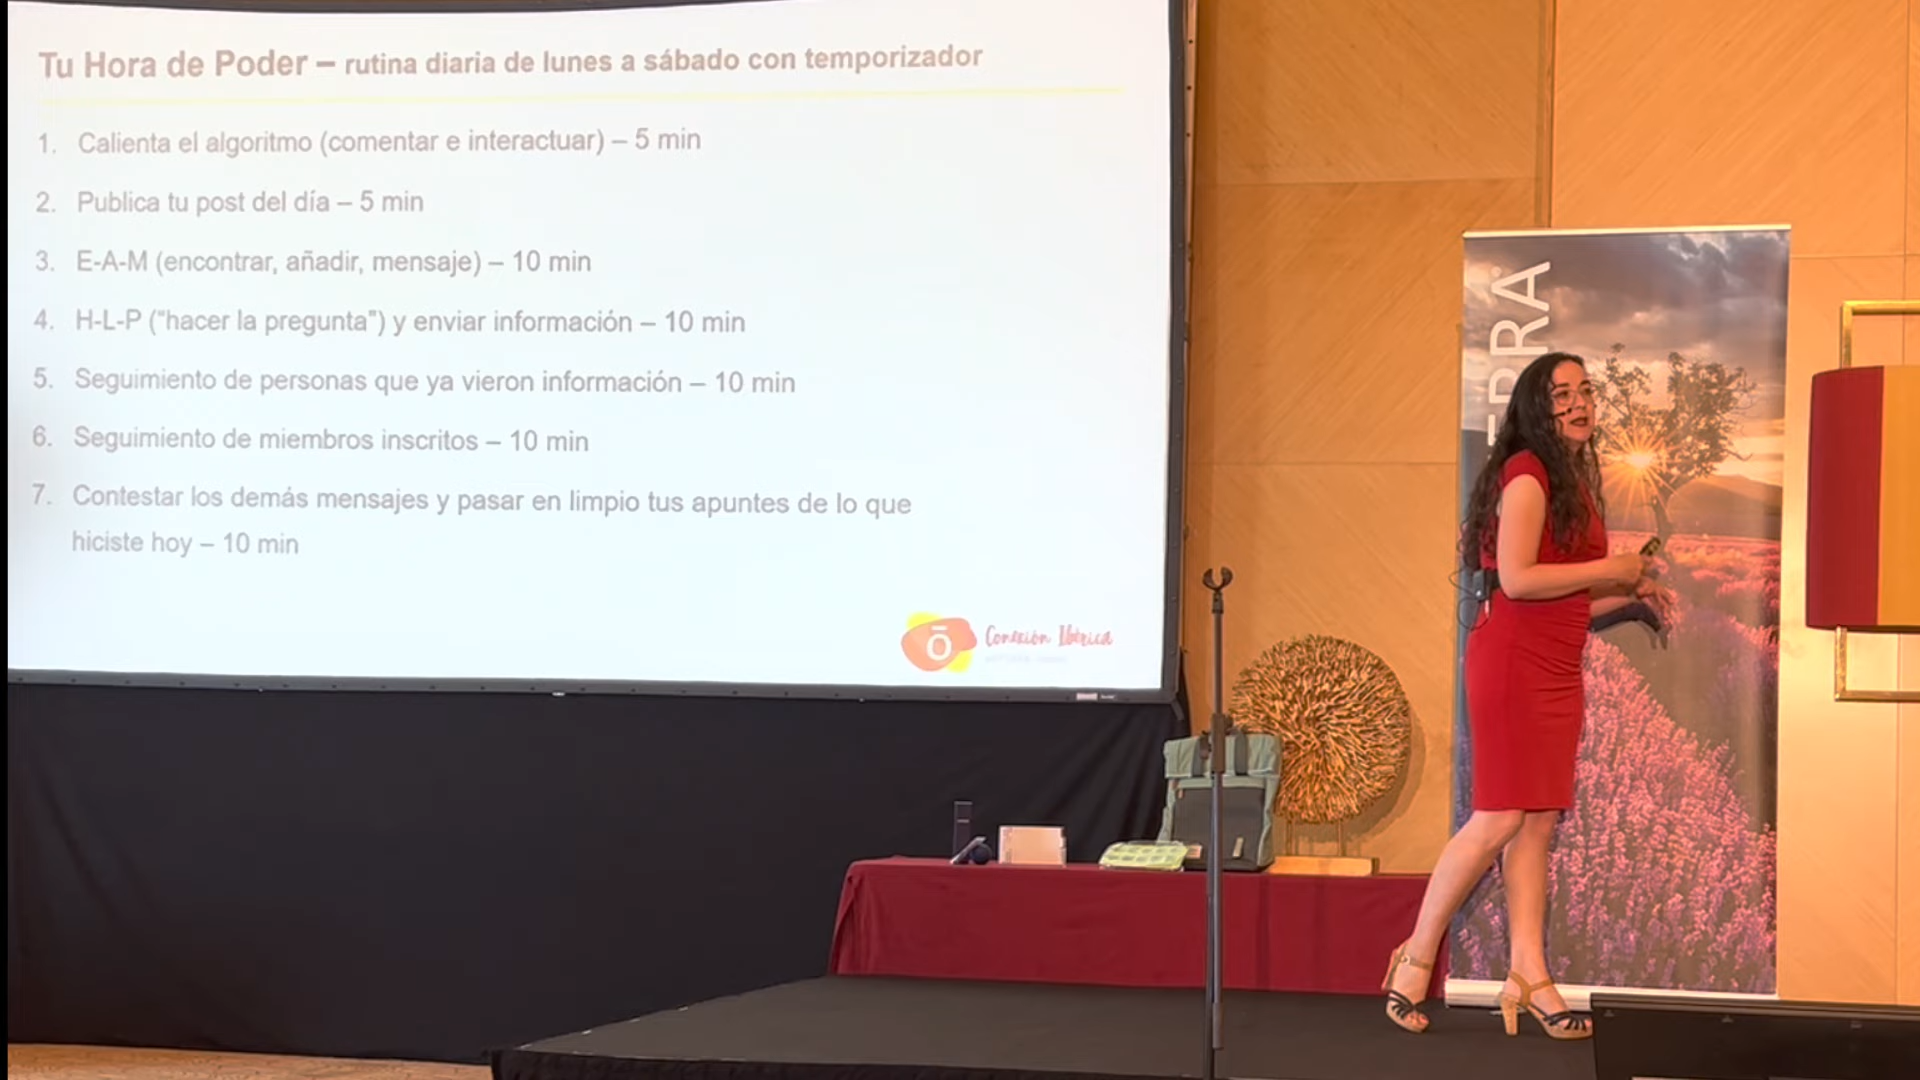 Tu Hora de Poder – rutina diaria de lunes a sábado con temporizador
1. Calienta el algoritmo (comentar e interactuar) – 5 min
2. Publica tu post del día – 5 min
3. E-A-M (encontrar, añadir, mensaje) – 10 min
4. H-L-P ("hacer la pregunta") y enviar información – 10 min
5. Seguimiento de personas que ya vieron información – 10 min
6. Seguimiento de miembros inscritos – 10 min
7. Contestar los demás mensajes y pasar en limpio tus apuntes de lo que
hiciste hoy – 10 min
ō Conexión Ibérica
ERRA